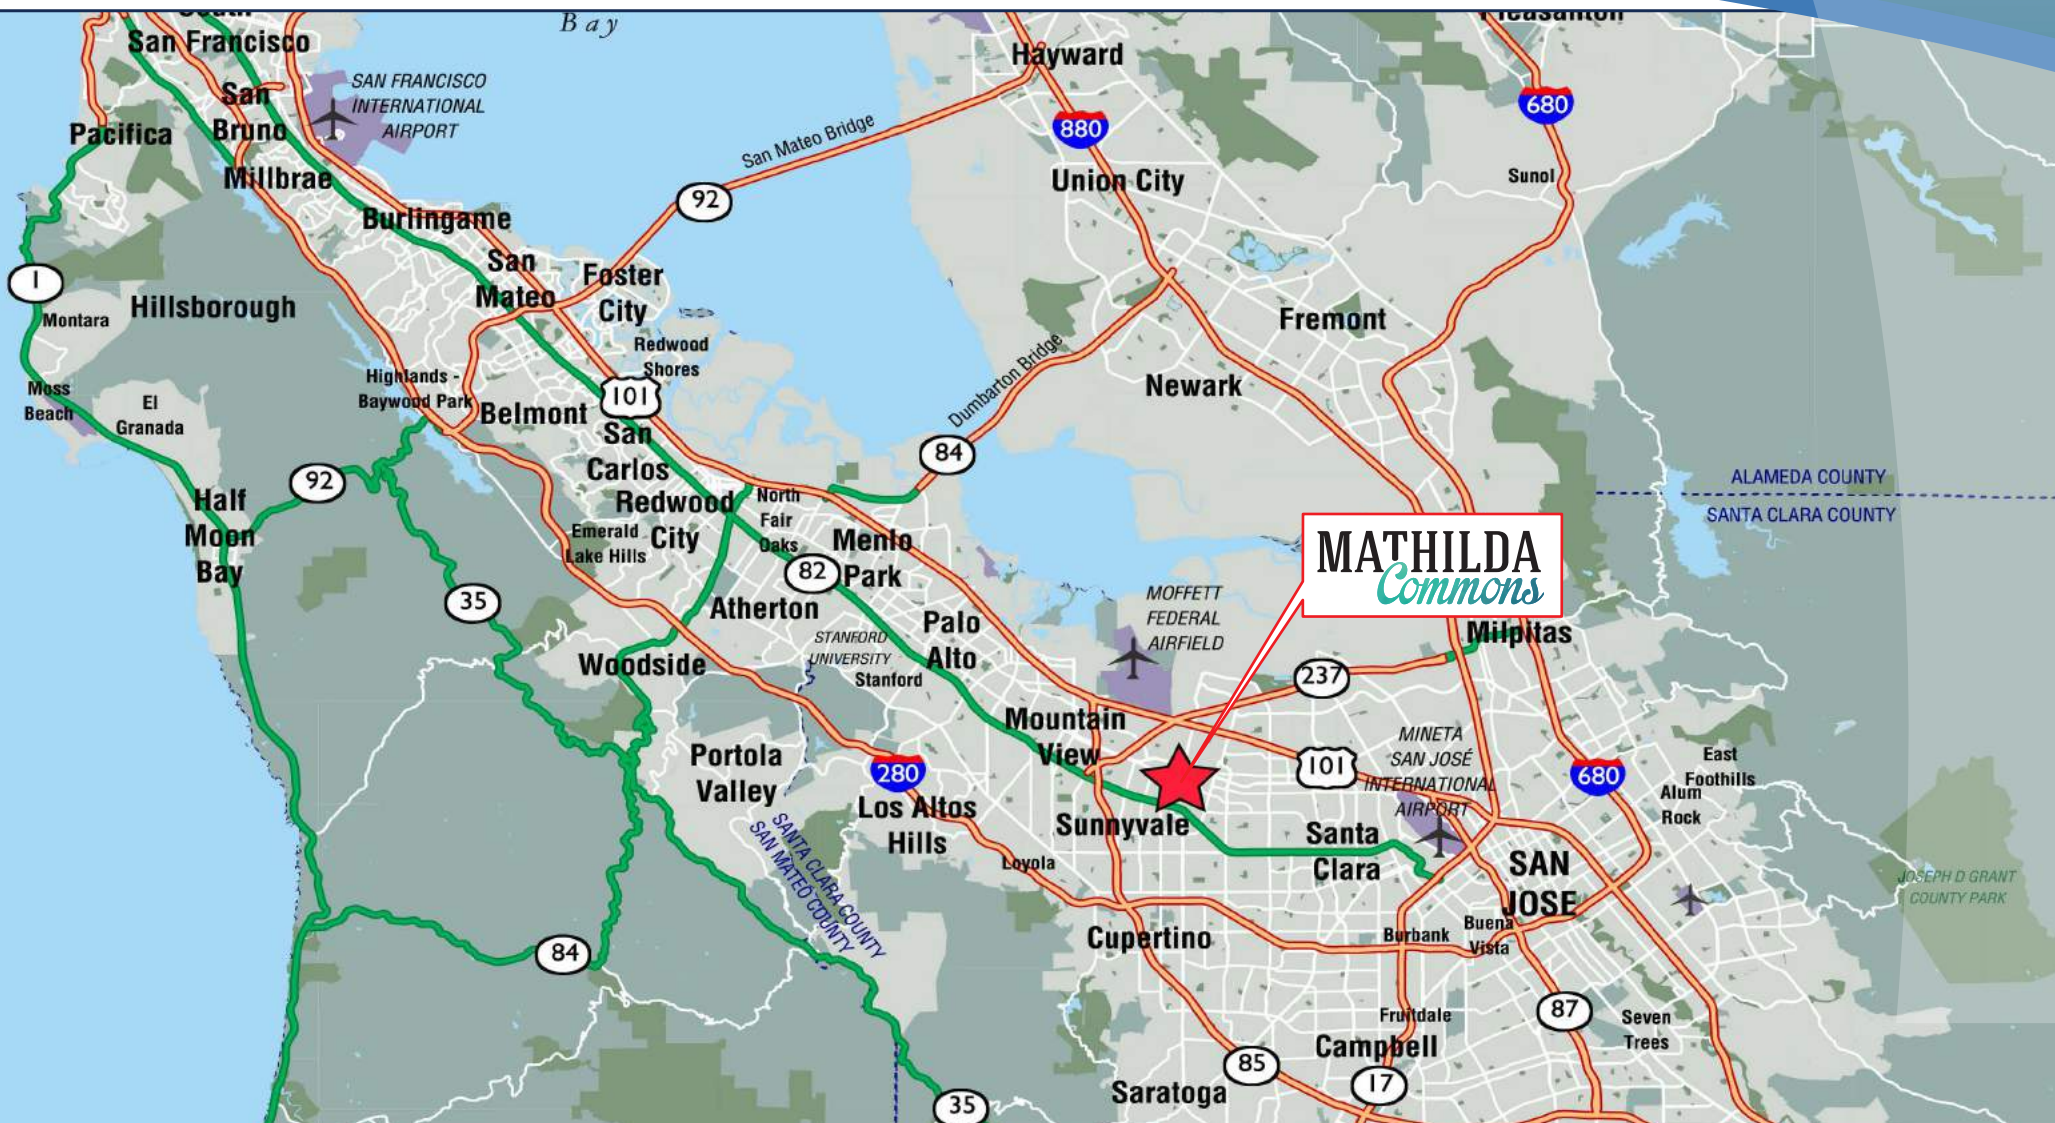 South
San Francisco
Bay
Pleasanton
Hayward
SAN FRANCISCO
INTERNATIONAL
AIRPORT
San
Bruno
Pacifica
Millbrae
880
680
San Mateo Bridge
92
Union City
Sunol
Burlingame
San
Mateo
Foster
City
1
Montara
Hillsborough
Redwood
Shores
Fremont
Newark
Dumbarton Bridge
Highlands -
Baywood Park
Moss
Beach
El
Granada
Belmont
101
San
Carlos
84
Redwood
City
North
Fair
Oaks
Emerald
Lake Hills
92
Half
Moon
Bay
ALAMEDA COUNTY
SANTA CLARA COUNTY
MATHILDA
Commons
Menlo
Park
82
35
Atherton
MOFFETT
FEDERAL
AIRFIELD
Palo
Alto
STANFORD
UNIVERSITY
Stanford
Milpitas
Woodside
237
Mountain
View
MINETA
SAN JOSÉ
INTERNATIONAL
AIRPORT
101
Portola
Valley
280
680
East
Foothills
Alum
Rock
Los Altos
Hills
Sunnyvale
Santa
Clara
SANTA CLARA COUNTY
SAN MATEO COUNTY
Loyola
SAN
JOSE
JOSEPH D GRANT
COUNTY PARK
Cupertino
Burbank
Buena
Vista
84
Fruitdale
87
Seven
Trees
Campbell
85
17
Saratoga
35